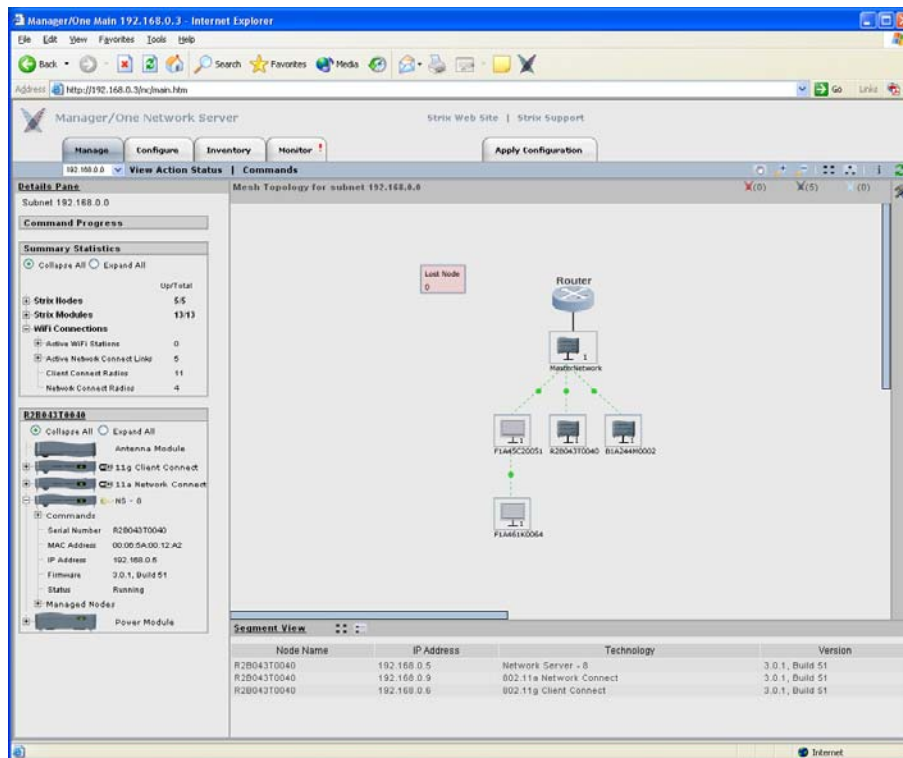 Manager/One Main 192.168.0.3 - Internet Explorer
File Edit View Favorites Tools Help
Back Search Favorites Media
Address http://192.168.0.3/nc/main.htm Go Links
Manager/One Network Server Strix Web Site | Strix Support
Manage Configure Inventory Monitor ! Apply Configuration
192.168.0.0 View Action Status | Commands
Details Pane
Subnet 192.168.0.0
Command Progress
Summary Statistics
Collapse All Expand All
Up/Total
Strix Nodes 5/5
Strix Modules 13/13
WiFi Connections
Active WiFi Stations 0
Active Network Connect Links 5
Client Connect Radios 11
Network Connect Radios 4
R2B043T0040
Collapse All Expand All
Antenna Module
11g Client Connect
11a Network Connect
NS - 8
Commands
Serial Number R2B043T0040
MAC Address 00:06:5A:00:12:A2
IP Address 192.168.0.5
Firmware 3.0.1, Build 51
Status Running
Managed Nodes
Power Module
Mesh Topology for subnet 192.168.0.0 (0) (5) (0)
Lost Node
0
Router
1
MasterNetwork
1 1 1
F1A45C20051 R2B043T0040 B1A244M0002
1
F1A461K0064
Segment View
Node Name IP Address Technology Version
R2B043T0040 192.168.0.5 Network Server - 8 3.0.1, Build 51
R2B043T0040 192.168.0.9 802.11a Network Connect 3.0.1, Build 51
R2B043T0040 192.168.0.6 802.11g Client Connect 3.0.1, Build 51
Internet